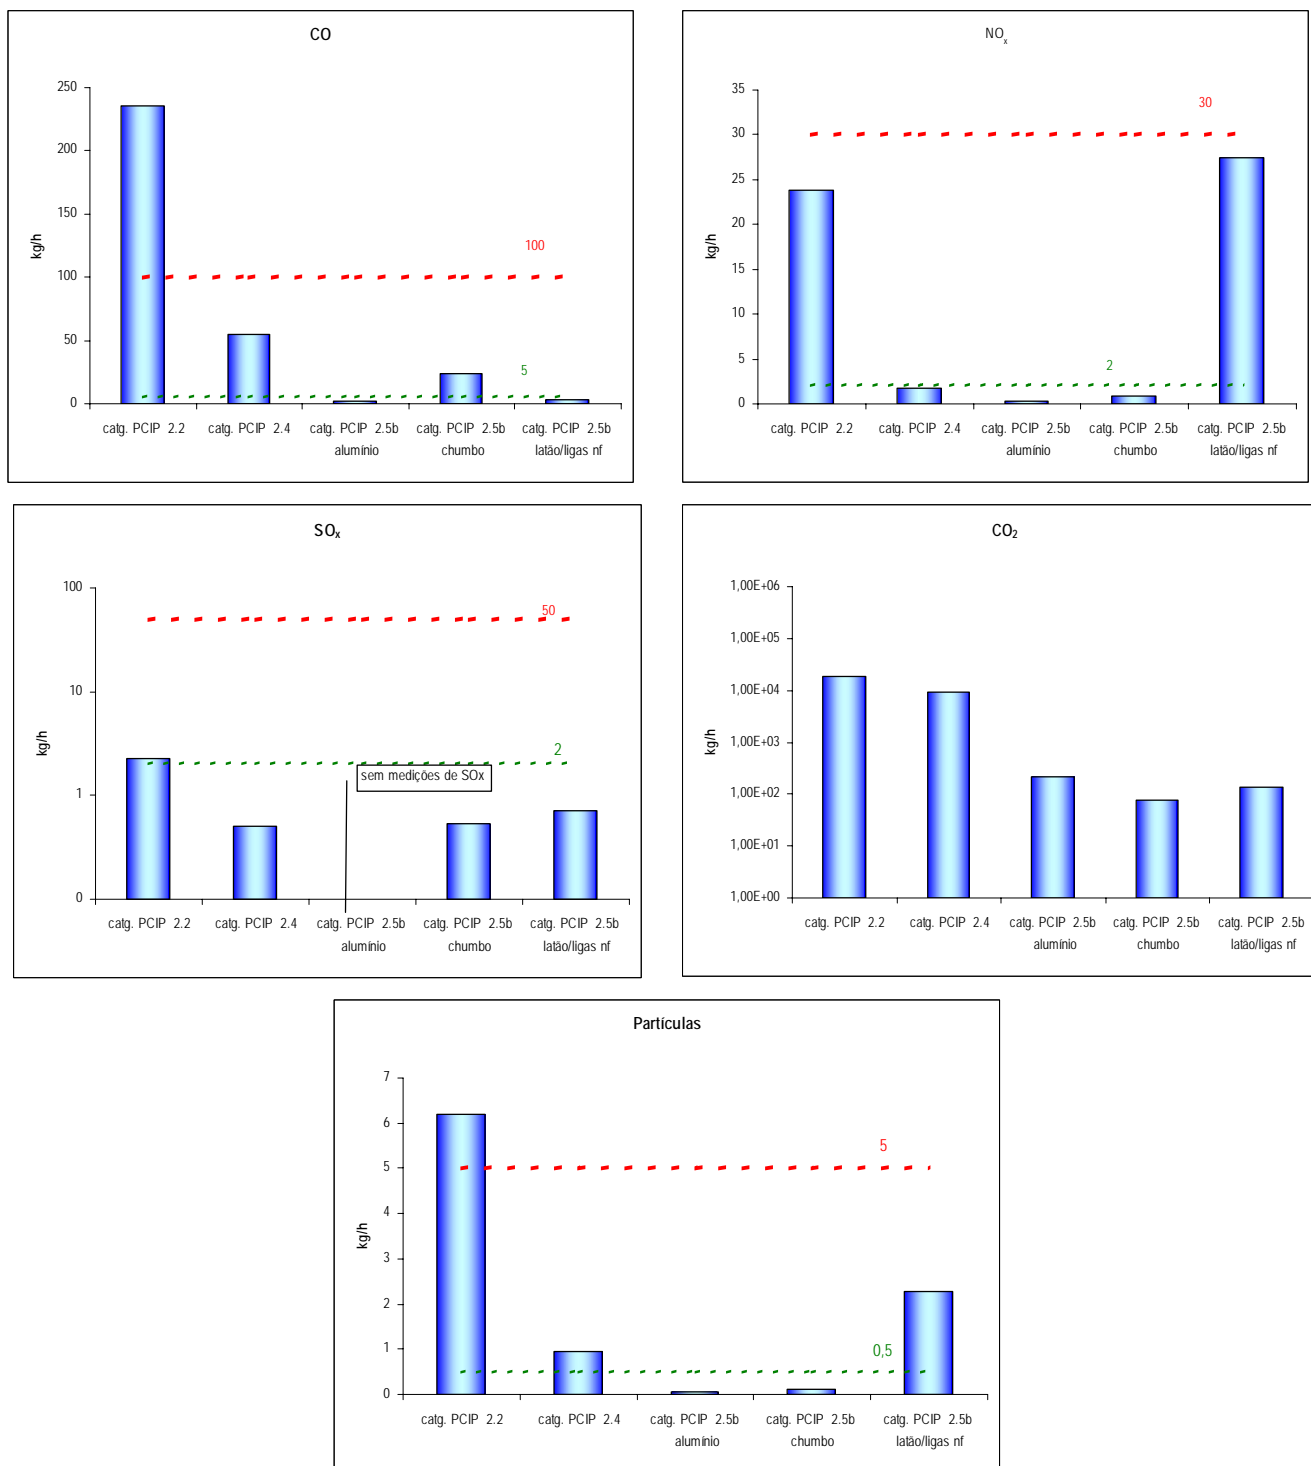 CO
250
200
150
100
50
0
kg/h
100
5
catg. PCIP 2.2
catg. PCIP 2.4
catg. PCIP 2.5b
alumínio
catg. PCIP 2.5b
chumbo
catg. PCIP 2.5b
latão/ligas nf
NOx
35
30
25
20
15
10
5
0
kg/h
30
2
catg. PCIP 2.2
catg. PCIP 2.4
catg. PCIP 2.5b
alumínio
catg. PCIP 2.5b
chumbo
catg. PCIP 2.5b
latão/ligas nf
SOx
100
10
1
0
kg/h
50
2
sem medições de SOx
catg. PCIP 2.2
catg. PCIP 2.4
catg. PCIP 2.5b
alumínio
catg. PCIP 2.5b
chumbo
catg. PCIP 2.5b
latão/ligas nf
CO₂
1,00E+06
1,00E+05
1,00E+04
1,00E+03
1,00E+02
1,00E+01
1,00E+00
kg/h
catg. PCIP 2.2
catg. PCIP 2.4
catg. PCIP 2.5b
alumínio
catg. PCIP 2.5b
chumbo
catg. PCIP 2.5b
latão/ligas nf
Partículas
7
6
5
4
3
2
1
0
kg/h
5
0,5
catg. PCIP 2.2
catg. PCIP 2.4
catg. PCIP 2.5b
alumínio
catg. PCIP 2.5b
chumbo
catg. PCIP 2.5b
latão/ligas nf